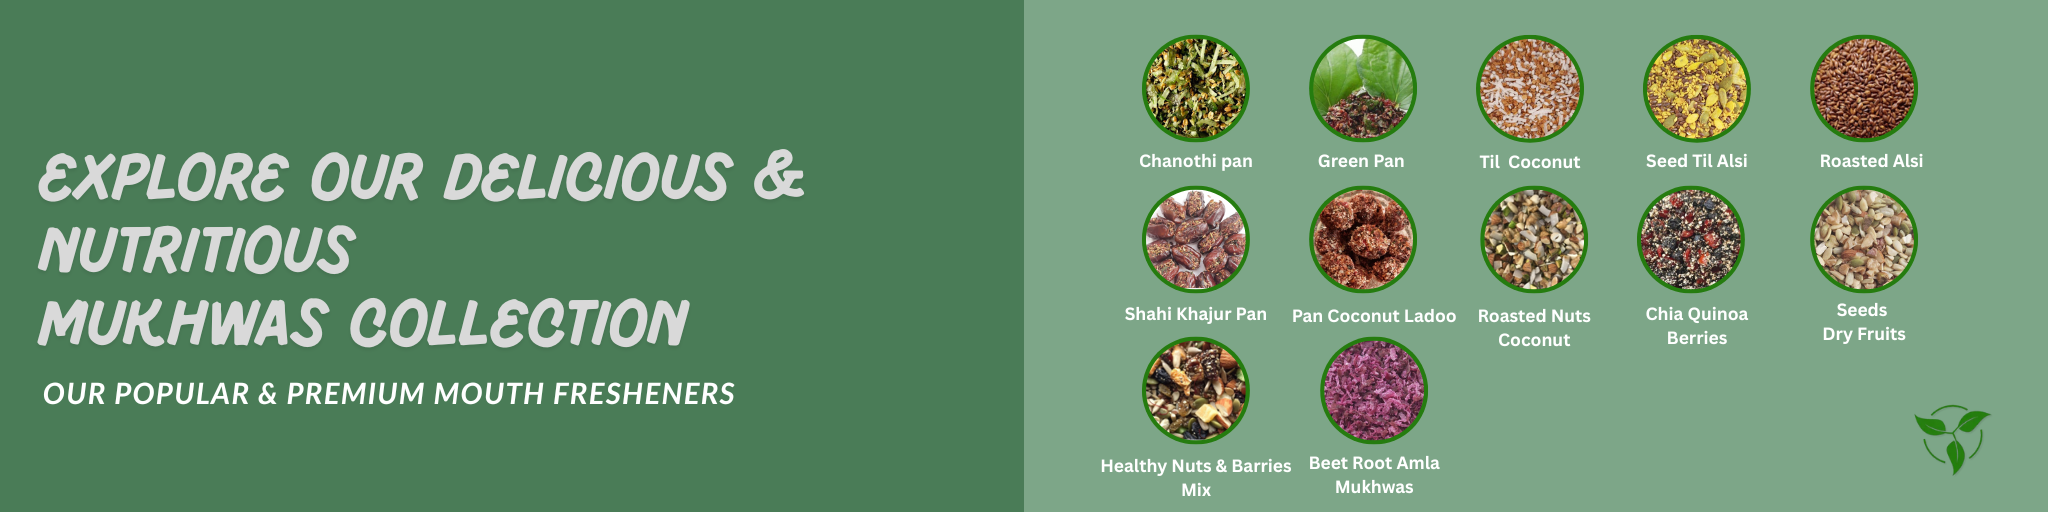 EXPLORE OUR DELICIOUS &
NUTRITIOUS
MUKHWAS COLLECTION
OUR POPULAR & PREMIUM MOUTH FRESHENERS
Chanothi pan
Green Pan
Til Coconut
Seed Til Alsi
Roasted Alsi
Shahi Khajur Pan
Pan Coconut Ladoo
Roasted Nuts
Coconut
Chia Quinoa
Berries
Seeds
Dry Fruits
Healthy Nuts & Barries
Mix
Beet Root Amla
Mukhwas